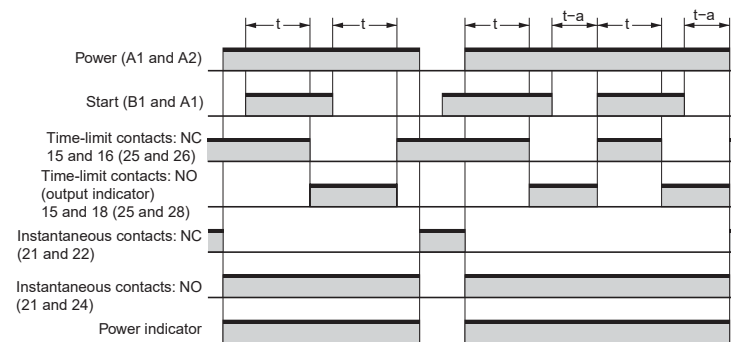 t
t
t
t-a
t
t-a
Power (A1 and A2)
Start (B1 and A1)
Time-limit contacts: NC
15 and 16 (25 and 26)
Time-limit contacts: NO
(output indicator)
15 and 18 (25 and 28)
Instantaneous contacts: NC
(21 and 22)
Instantaneous contacts: NO
(21 and 24)
Power indicator